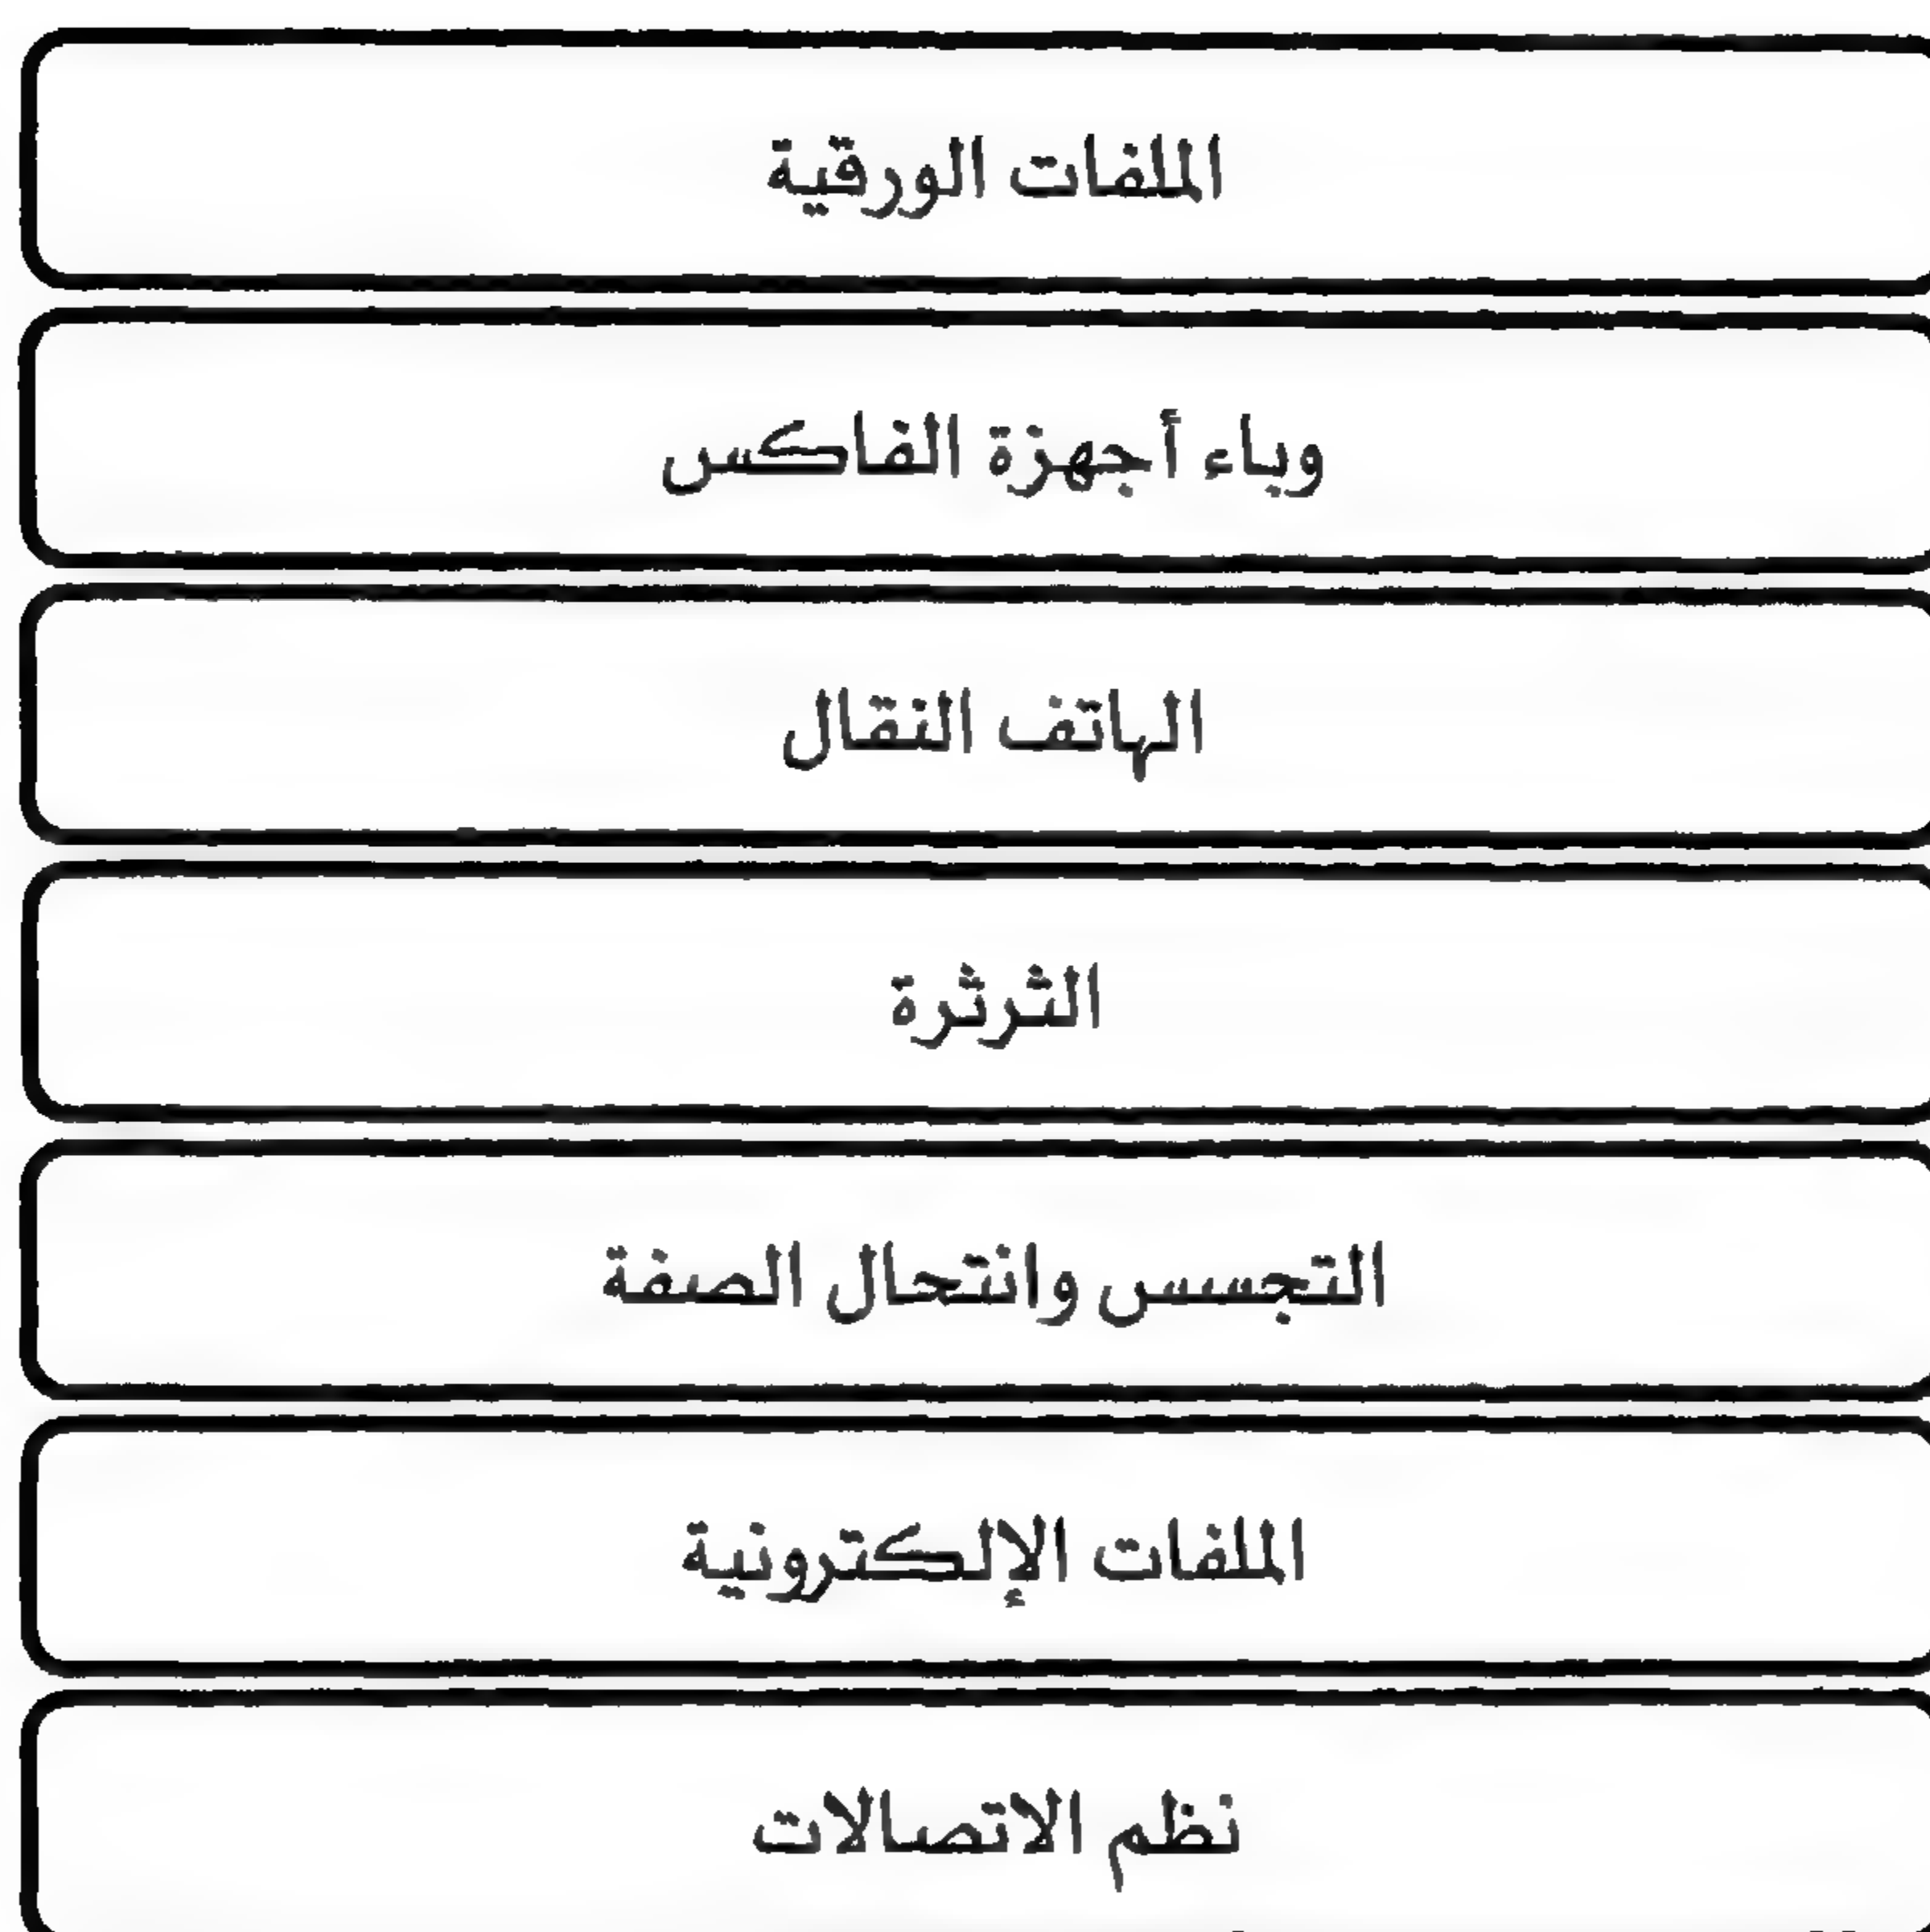 الملفات الورقية
وباء أجهزة الفاكس
الهاتف النقال
الثرثرة
التجسس وانتحال الصفة
الملفات الإلكترونية
نظم الاتصالات